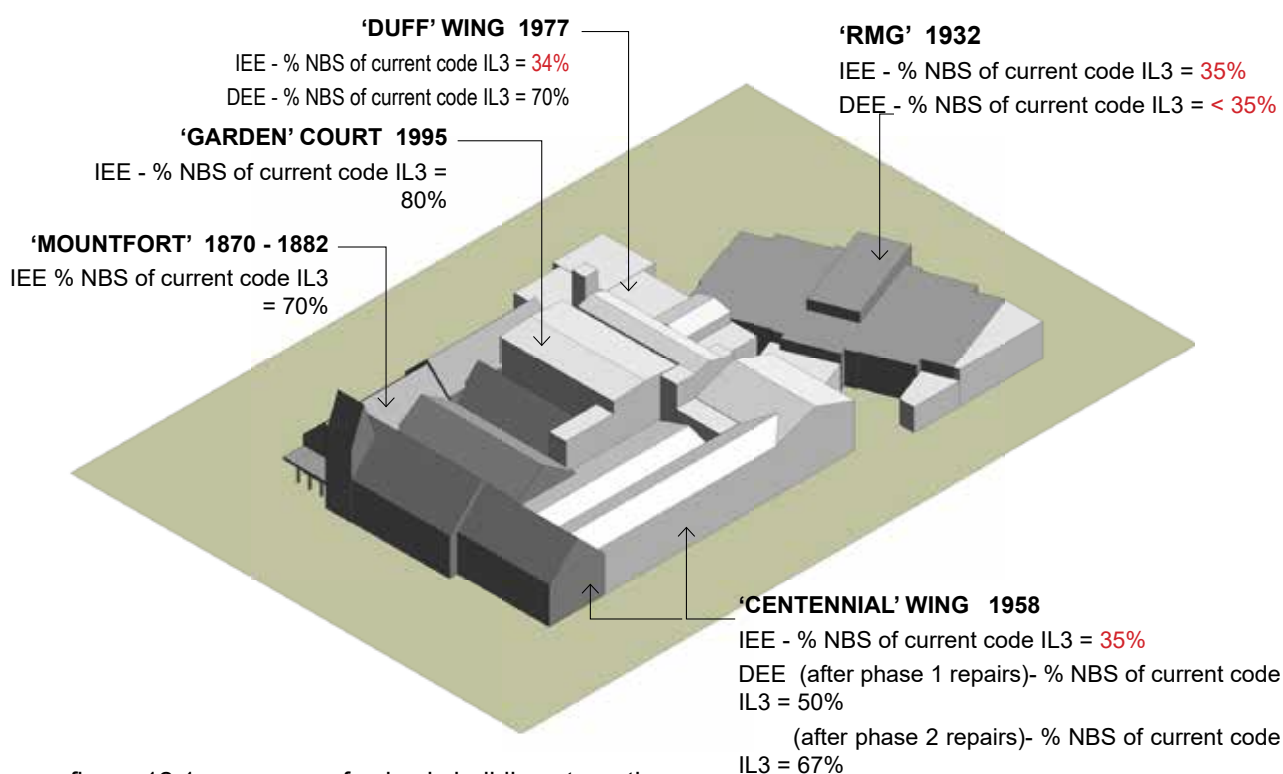 ‘DUFF’ WING 1977
IEE - % NBS of current code IL3 = 34%
DEE - % NBS of current code IL3 = 70%
‘RMG’ 1932
IEE - % NBS of current code IL3 = 35%
DEE - % NBS of current code IL3 = < 35%
‘GARDEN’ COURT 1995
IEE - % NBS of current code IL3 =
80%
‘MOUNTFORT’ 1870 - 1882
IEE % NBS of current code IL3
= 70%
‘CENTENNIAL’ WING 1958
IEE - % NBS of current code IL3 = 35%
DEE (after phase 1 repairs)- % NBS of current code
IL3 = 50%
(after phase 2 repairs)- % NBS of current code
IL3 = 67%